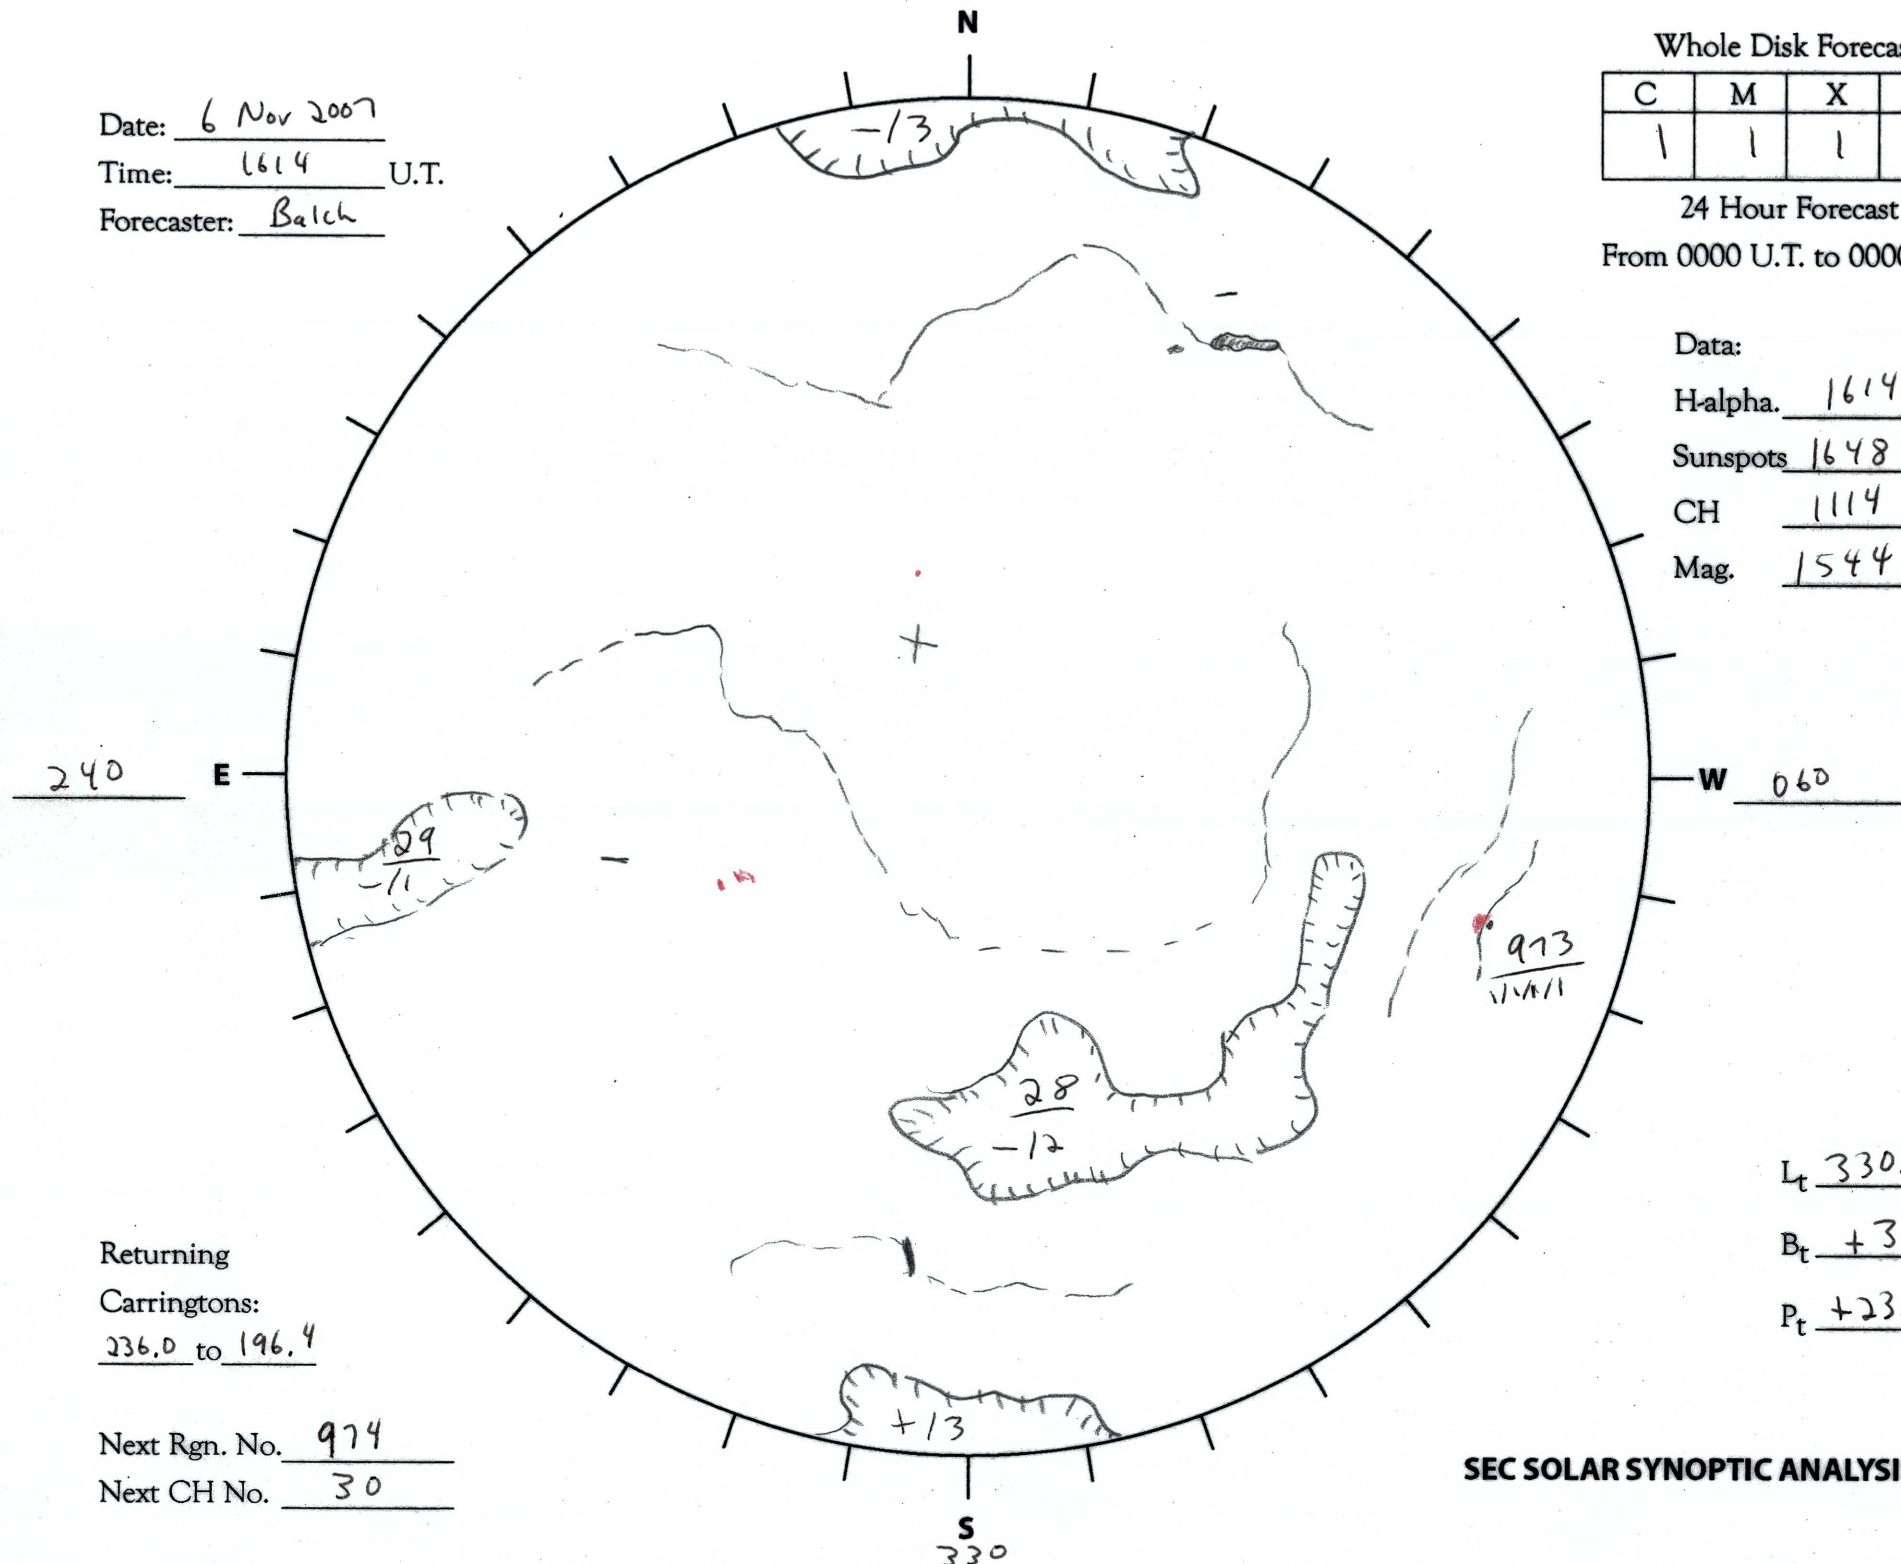 N
Whole Disk Foreca
Date: 6 Nov 2007
C M X
Time: 1614 U.T.
1 1 1
Forecaster: Balch
24 Hour Forecast
From 0000 U.T. to 000
-13
-
Data:
H-alpha. 1614
Sunspots 1648
CH 1114
Mag. 1544
+
240 E
W 060
29
-11
-
973
28
-12
Lt 330.
Bt +3
Pt +23
Returning
Carringtons:
236.0 to 196.4
+13
Next Rgn. No. 974
Next CH No. 30
SEC SOLAR SYNOPTIC ANALYSI
S
330